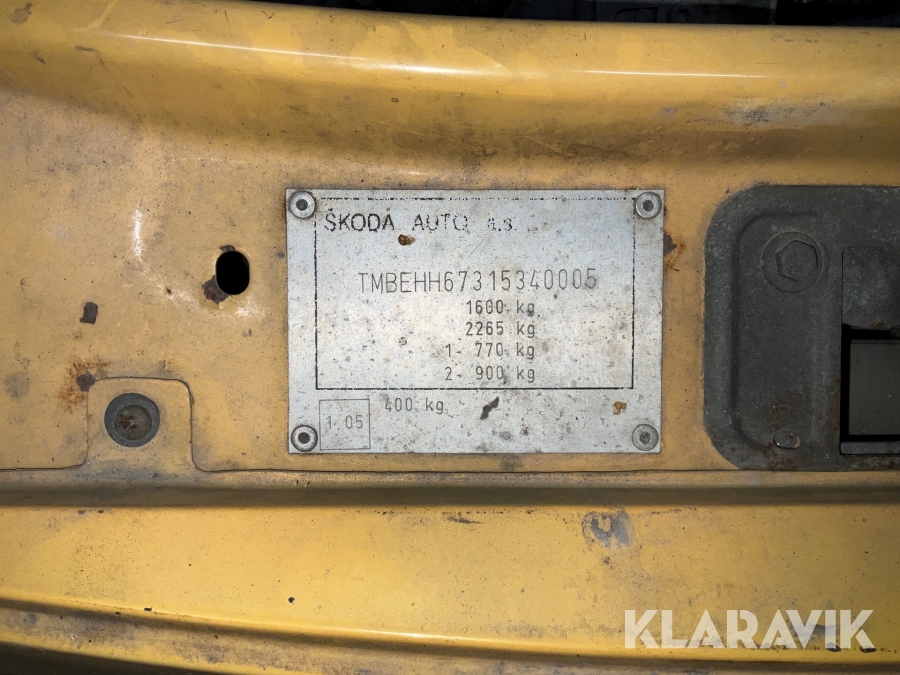 ŠKODA AUTO a.s.
TMBEHH67315340005
1600 kg
2265 kg
1- 770 kg
2- 900 kg
400 kg
1.05
KLARAVIK